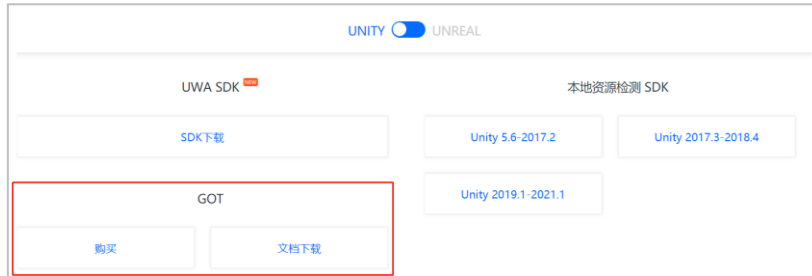 UNITY UNREAL
UWA SDK NEW
本地资源检测 SDK
SDK下载
Unity 5.6-2017.2
Unity 2017.3-2018.4
GOT
Unity 2019.1-2021.1
购买
文档下载